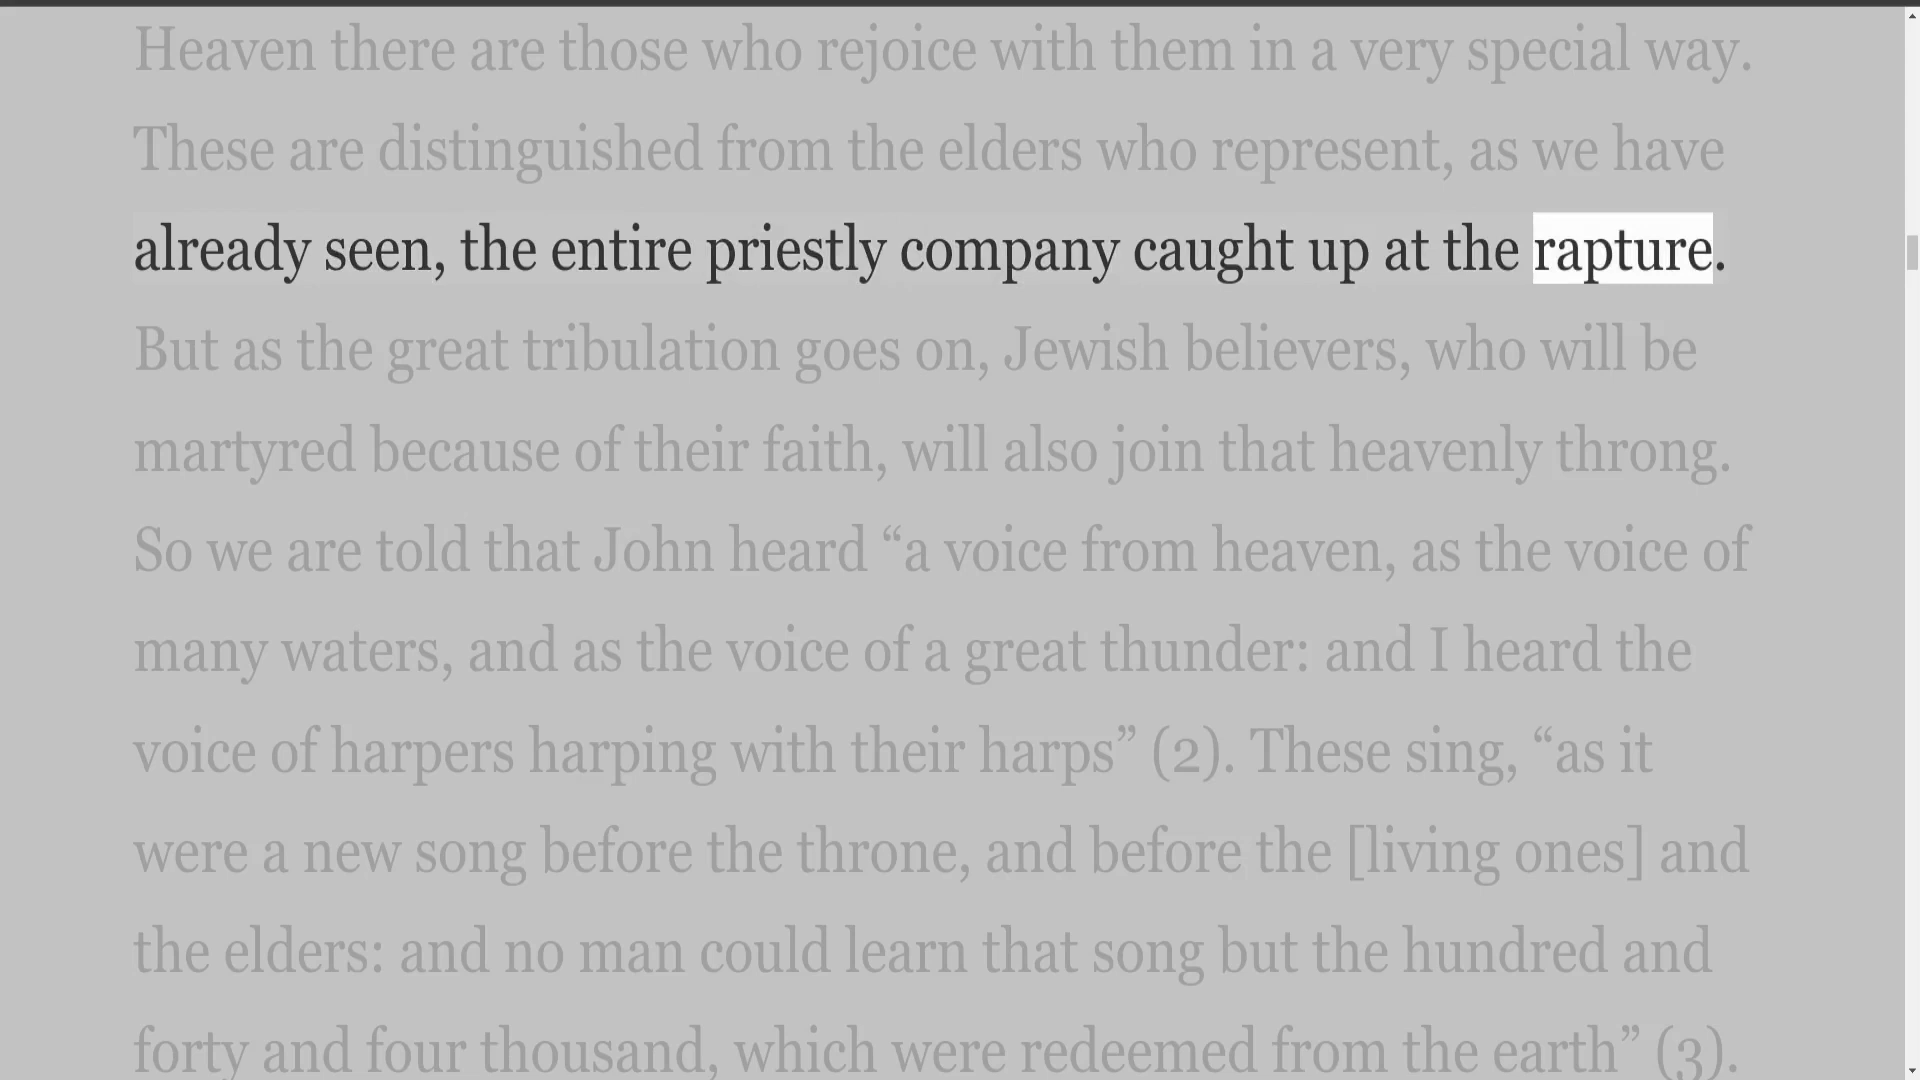 Heaven there are those who rejoice with them in a very special way.
These are distinguished from the elders who represent, as we have
already seen, the entire priestly company caught up at the rapture.
But as the great tribulation goes on, Jewish believers, who will be
martyred because of their faith, will also join that heavenly throng.
So we are told that John heard “a voice from heaven, as the voice of
many waters, and as the voice of a great thunder: and I heard the
voice of harpers harping with their harps” (2). These sing, “as it
were a new song before the throne, and before the [living ones] and
the elders: and no man could learn that song but the hundred and
forty and four thousand, which were redeemed from the earth” (3).